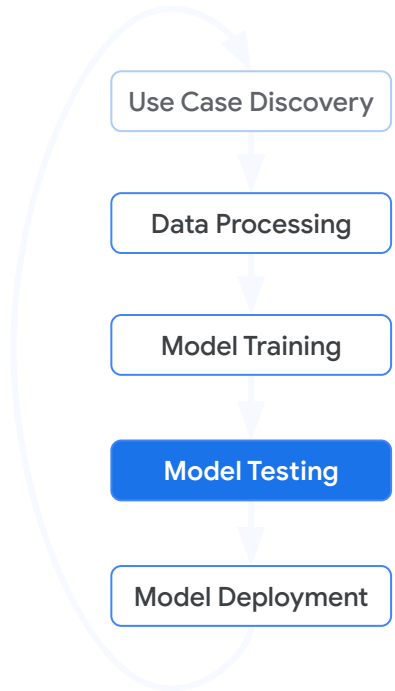 Use Case Discovery
Data Processing
Model Training
Model Testing
Model Deployment